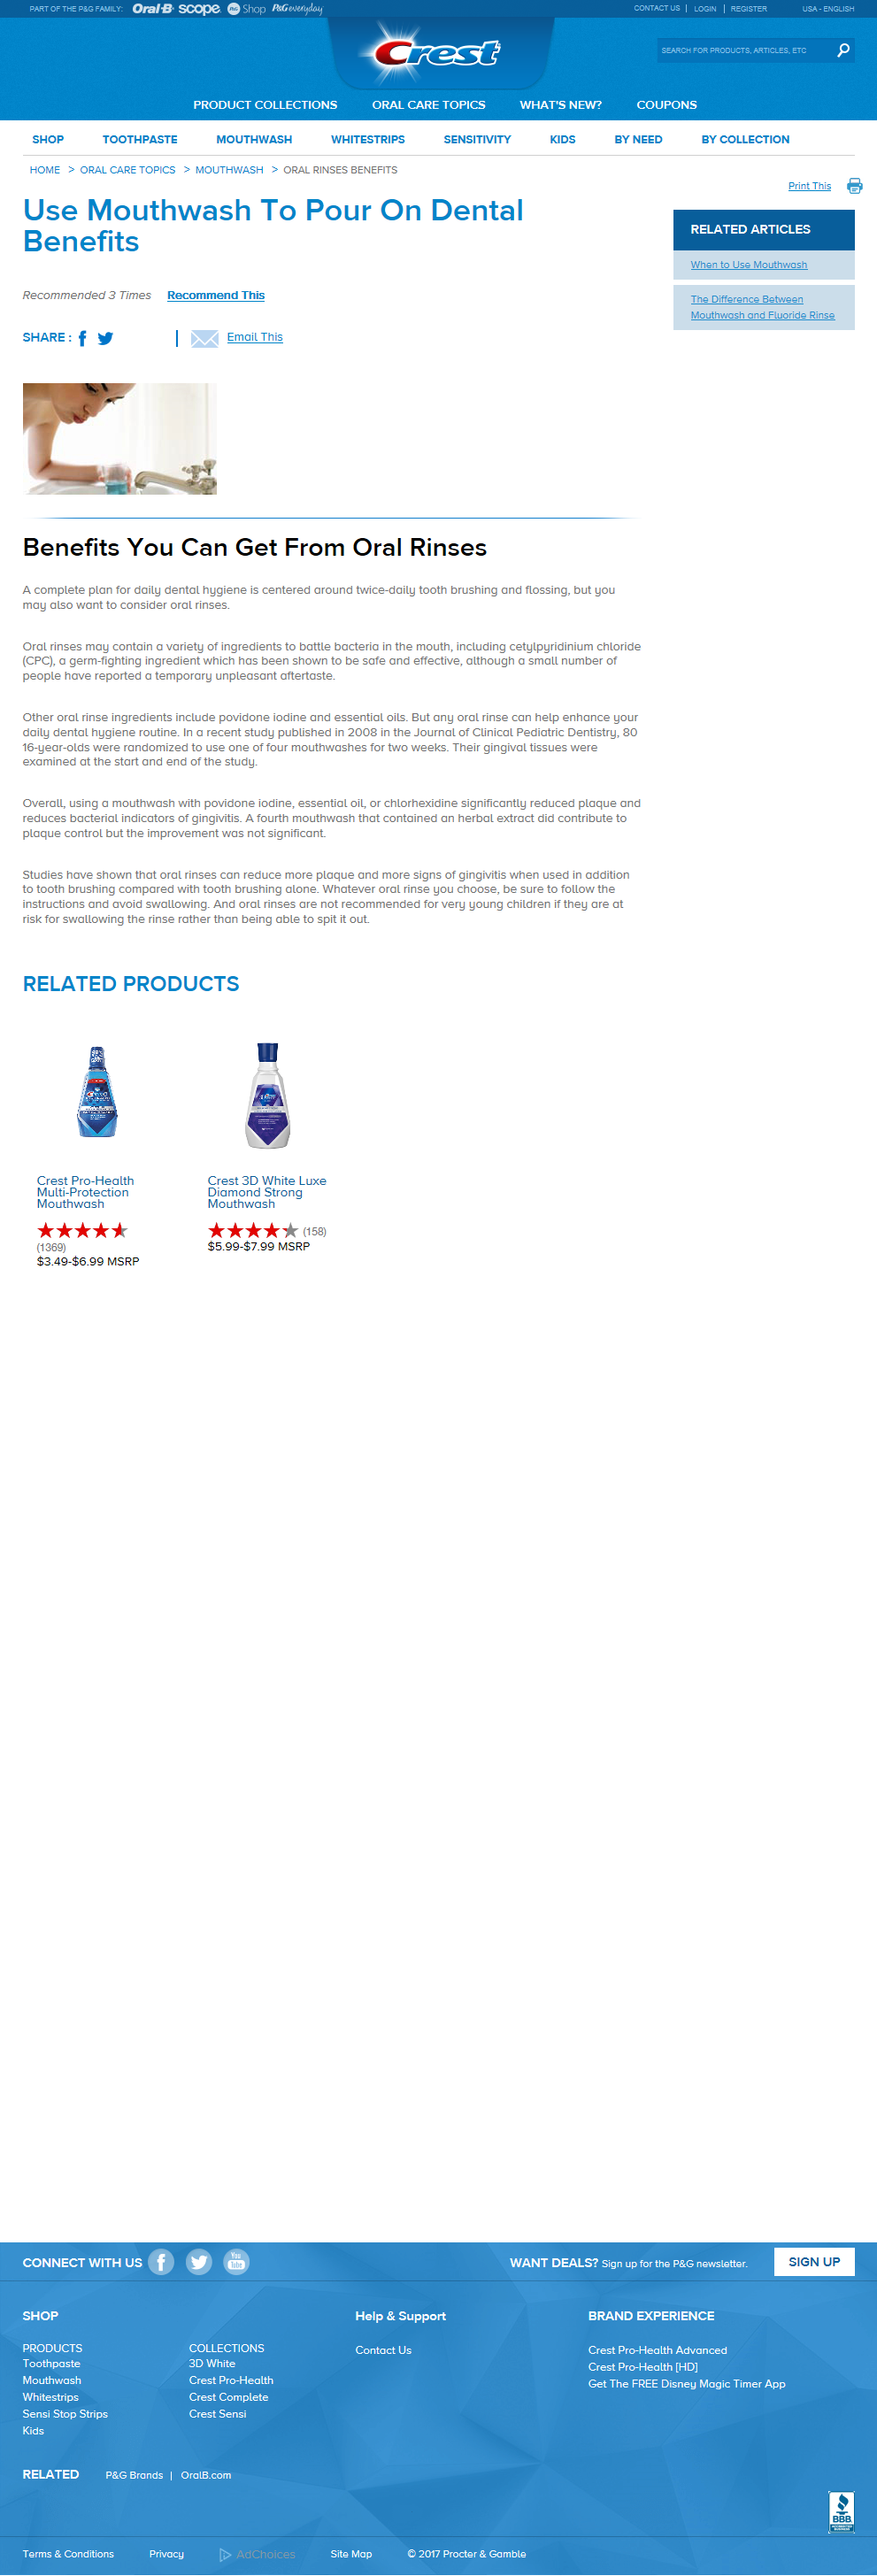 PART OF THE P&G FAMILY: Oral-B scope P&G Shop P&G everyday
CONTACT US | LOGIN | REGISTER USA - ENGLISH
Crest
SEARCH FOR PRODUCTS, ARTICLES, ETC
PRODUCT COLLECTIONS ORAL CARE TOPICS WHAT'S NEW? COUPONS
SHOP TOOTHPASTE MOUTHWASH WHITESTRIPS SENSITIVITY KIDS BY NEED BY COLLECTION
HOME > ORAL CARE TOPICS > MOUTHWASH > ORAL RINSES BENEFITS
Print This
Use Mouthwash To Pour On Dental
Benefits
RELATED ARTICLES
When to Use Mouthwash
The Difference Between
Mouthwash and Fluoride Rinse
Recommended 3 Times Recommend This
SHARE : | Email This
Benefits You Can Get From Oral Rinses
A complete plan for daily dental hygiene is centered around twice-daily tooth brushing and flossing, but you
may also want to consider oral rinses.
Oral rinses may contain a variety of ingredients to battle bacteria in the mouth, including cetylpyridinium chloride
(CPC), a germ-fighting ingredient which has been shown to be safe and effective, although a small number of
people have reported a temporary unpleasant aftertaste.
Other oral rinse ingredients include povidone iodine and essential oils. But any oral rinse can help enhance your
daily dental hygiene routine. In a recent study published in 2008 in the Journal of Clinical Pediatric Dentistry, 80
16-year-olds were randomized to use one of four mouthwashes for two weeks. Their gingival tissues were
examined at the start and end of the study.
Overall, using a mouthwash with povidone iodine, essential oil, or chlorhexidine significantly reduced plaque and
reduces bacterial indicators of gingivitis. A fourth mouthwash that contained an herbal extract did contribute to
plaque control but the improvement was not significant.
Studies have shown that oral rinses can reduce more plaque and more signs of gingivitis when used in addition
to tooth brushing compared with tooth brushing alone. Whatever oral rinse you choose, be sure to follow the
instructions and avoid swallowing. And oral rinses are not recommended for very young children if they are at
risk for swallowing the rinse rather than being able to spit it out.
RELATED PRODUCTS
Crest Pro-Health
Multi-Protection
Mouthwash
(1369)
$3.49-$6.99 MSRP
Crest 3D White Luxe
Diamond Strong
Mouthwash
(158)
$5.99-$7.99 MSRP
CONNECT WITH US You Tube
WANT DEALS? Sign up for the P&G newsletter. SIGN UP
SHOP
PRODUCTS
Toothpaste
Mouthwash
Whitestrips
Sensi Stop Strips
Kids
COLLECTIONS
3D White
Crest Pro-Health
Crest Complete
Crest Sensi
Help & Support
Contact Us
BRAND EXPERIENCE
Crest Pro-Health Advanced
Crest Pro-Health [HD]
Get The FREE Disney Magic Timer App
RELATED P&G Brands | OralB.com
BBB
Terms & Conditions Privacy AdChoices Site Map © 2017 Procter & Gamble